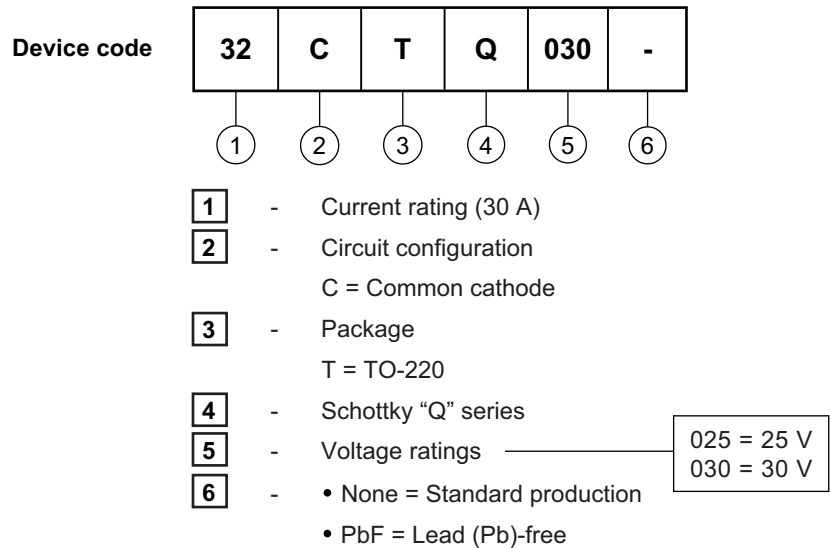 Device code
32 C T Q 030 -
1 2 3 4 5 6
1 - Current rating (30 A)
2 - Circuit configuration
C = Common cathode
3 - Package
T = TO-220
4 - Schottky “Q” series
5 - Voltage ratings
025 = 25 V
030 = 30 V
6 - • None = Standard production
• PbF = Lead (Pb)-free